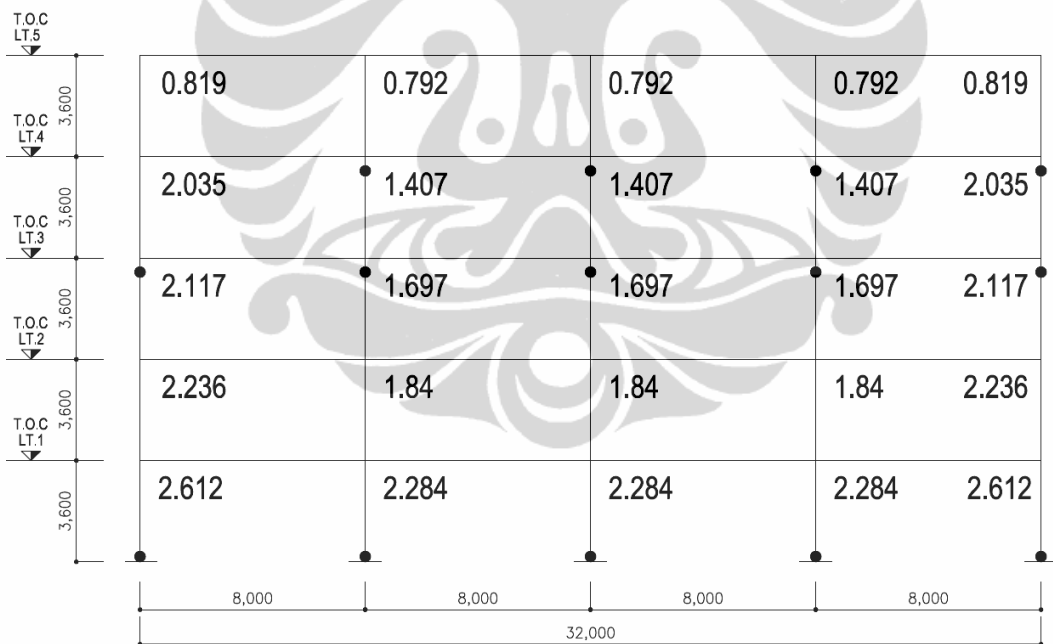 T.O.C
LT.5
0.819 0.792 0.792 0.792 0.819
3,600
T.O.C
LT.4
2.035 1.407 1.407 1.407 2.035
3,600
T.O.C
LT.3
2.117 1.697 1.697 1.697 2.117
3,600
T.O.C
LT.2
2.236 1.84 1.84 1.84 2.236
3,600
T.O.C
LT.1
2.612 2.284 2.284 2.284 2.612
3,600
8,000 8,000 8,000 8,000
32,000